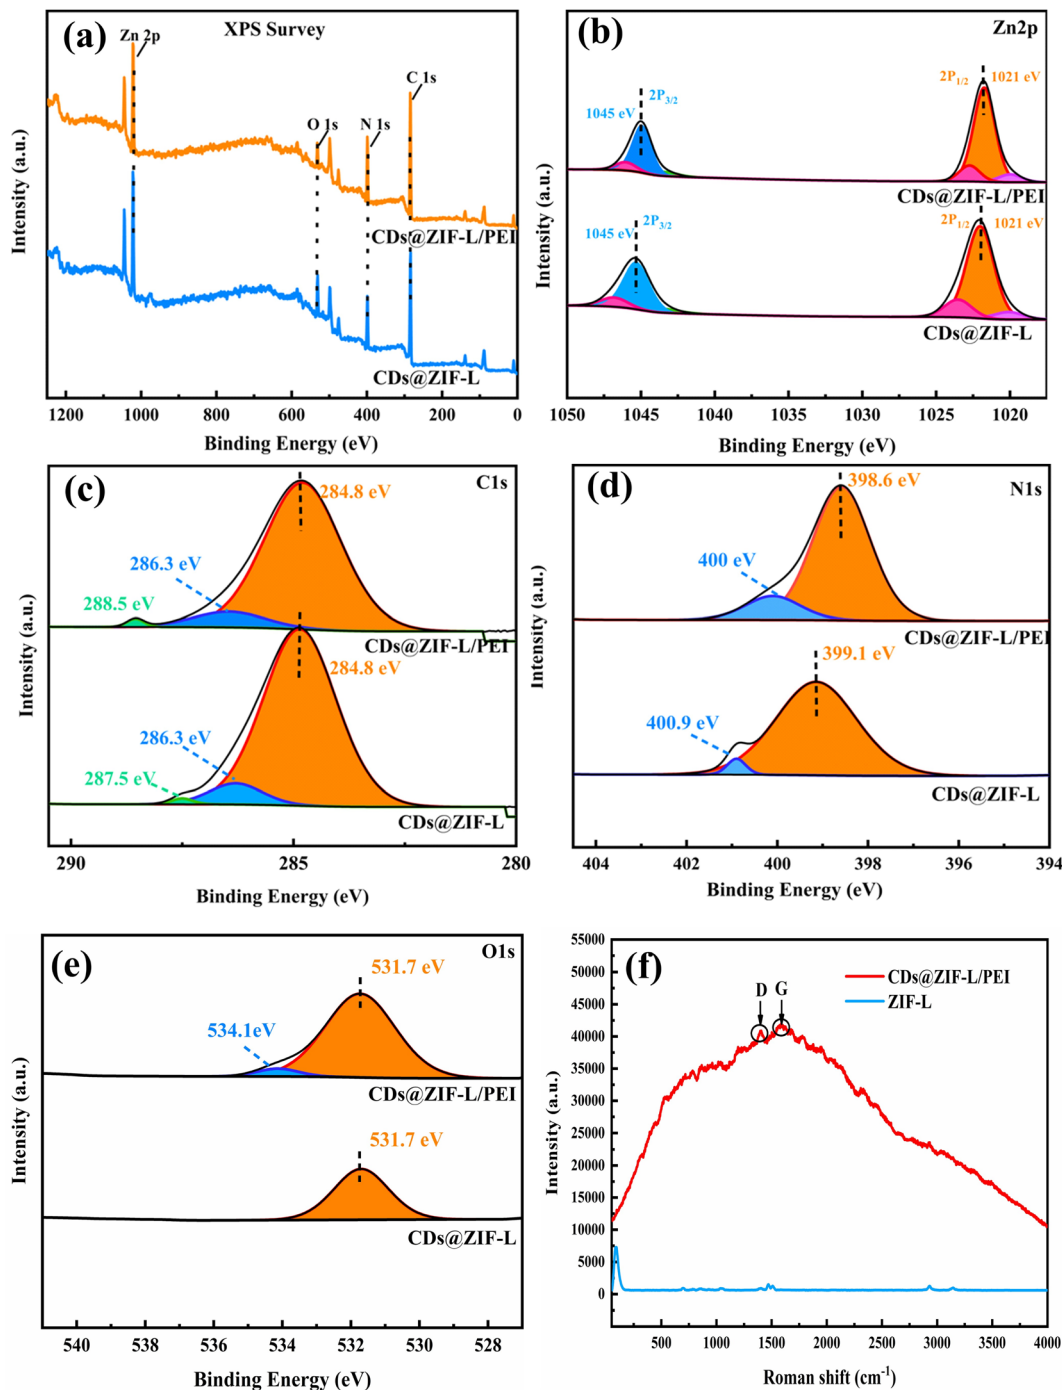 (a)
XPS Survey
Zn 2p
C 1s
O 1s
N 1s
CDs@ZIF-L/PEI
CDs@ZIF-L
Intensity (a.u.)
1200 1000 800 600 400 200 0
Binding Energy (eV)
(b)
Zn2p
2P3/2
1045 eV
2P1/2
1021 eV
CDs@ZIF-L/PEI
1045 eV
2P3/2
2P1/2
1021 eV
CDs@ZIF-L
Intensity (a.u.)
1050 1045 1040 1035 1030 1025 1020
Binding Energy (eV)
(c)
C1s
284.8 eV
286.3 eV
288.5 eV
CDs@ZIF-L/PEI
284.8 eV
286.3 eV
287.5 eV
CDs@ZIF-L
Intensity (a.u.)
290 285 280
Binding Energy (eV)
(d)
N1s
398.6 eV
400 eV
CDs@ZIF-L/PEI
399.1 eV
400.9 eV
CDs@ZIF-L
Intensity (a.u.)
404 402 400 398 396 394
Binding Energy (eV)
(e)
O1s
531.7 eV
534.1eV
CDs@ZIF-L/PEI
531.7 eV
CDs@ZIF-L
Intensity (a.u.)
540 538 536 534 532 530 528
Binding Energy (eV)
(f)
CDs@ZIF-L/PEI
ZIF-L
D
G
55000
50000
45000
40000
35000
30000
25000
20000
15000
10000
5000
0
Intensity (a.u.)
500 1000 1500 2000 2500 3000 3500 4000
Roman shift (cm-1)